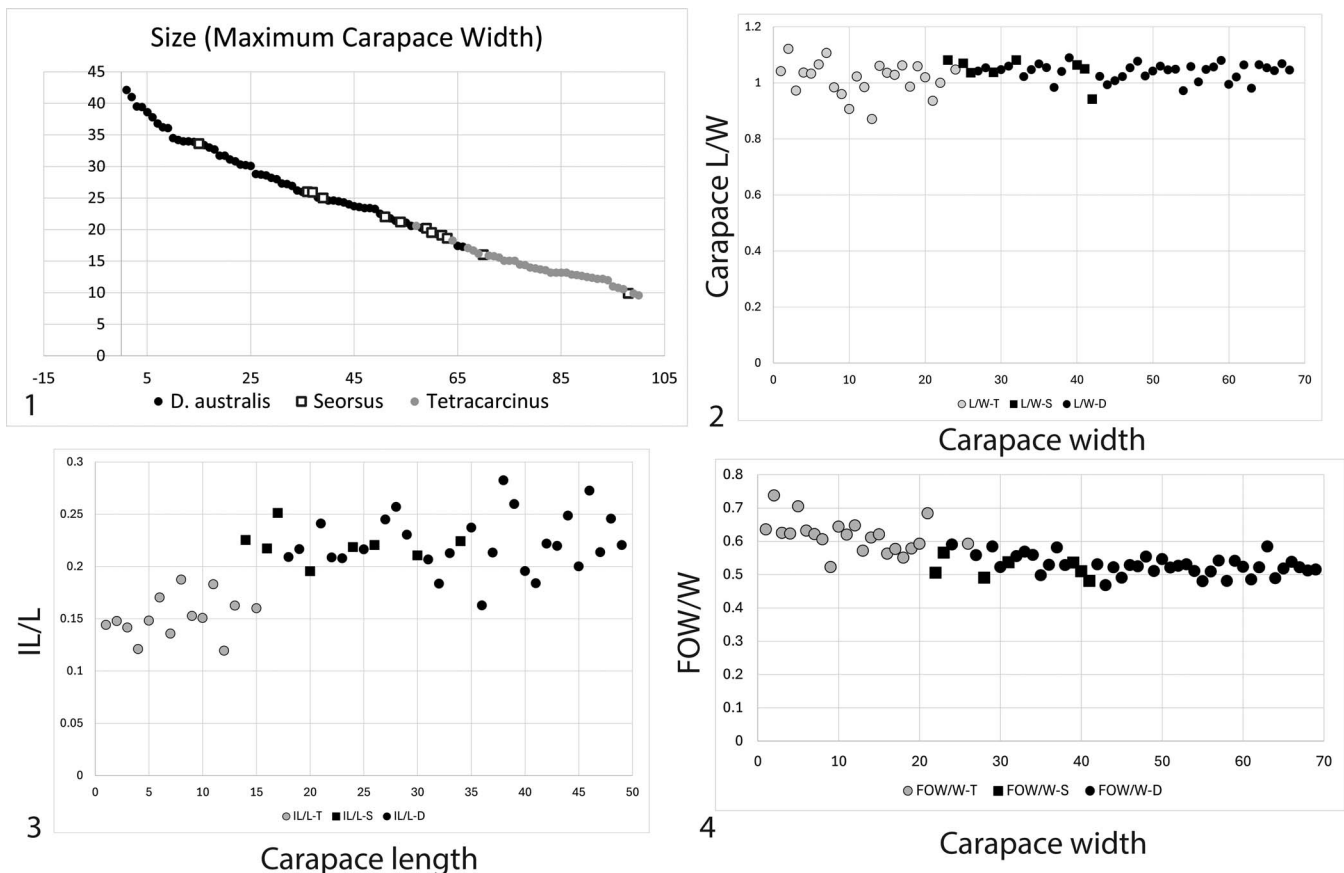 Size (Maximum Carapace Width)
45
40
35
30
25
20
15
10
5
0
-15 5 25 45 65 85 105
D. australis Seorsus Tetracarcinus
1
Carapace L/W
1.2
1
0.8
0.6
0.4
0.2
0
0 10 20 30 40 50 60 70 80
L/W-T L/W-S L/W-D
2
Carapace width
IL/L
0.3
0.25
0.2
0.15
0.1
0.05
0
0 5 10 15 20 25 30 35 40 45 50
IL/L-T IL/L-S IL/L-D
3
Carapace length
FOW/W
0.8
0.7
0.6
0.5
0.4
0.3
0.2
0.1
0
0 10 20 30 40 50 60 70
FOW/W-T FOW/W-S FOW/W-D
4
Carapace width